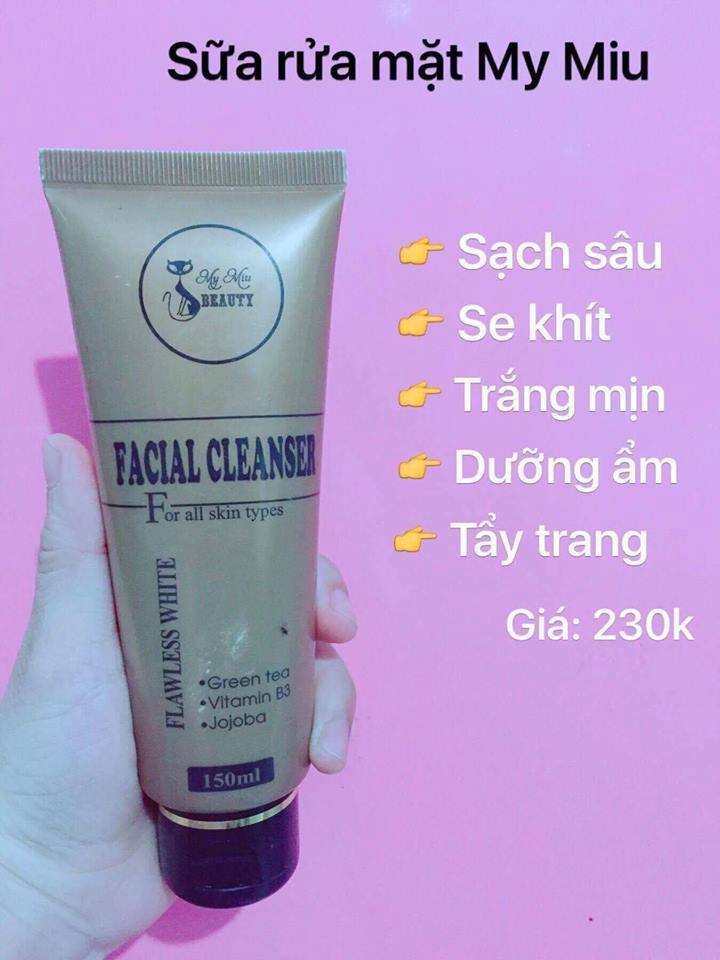 Sữa rửa mặt My Miu
My Miu
BEAUTY
FACIAL CLEANSER
For all skin types
FLAWLESS WHITE
•Green tea
•Vitamin B3
•Jojoba
150ml
👉 Sạch sâu
👉 Se khít
👉 Trắng mịn
👉 Dưỡng ẩm
👉 Tẩy trang
Giá: 230k